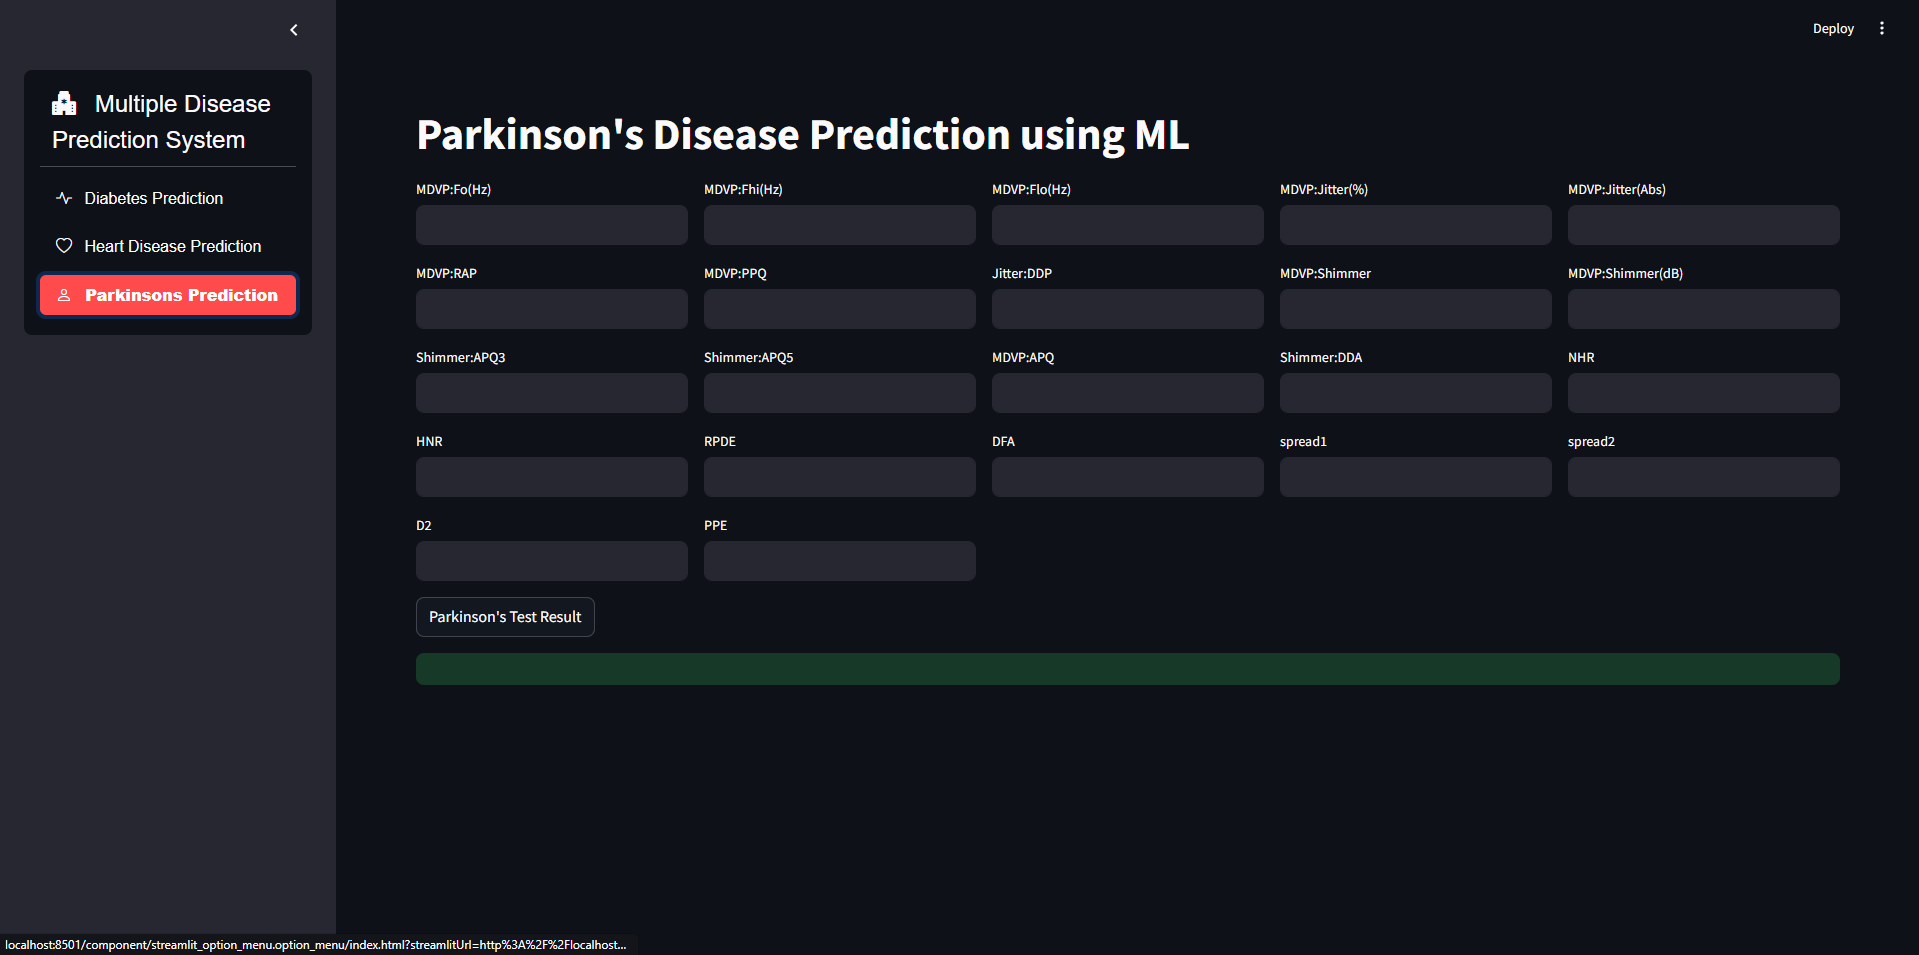 Multiple Disease
Prediction System
Diabetes Prediction
Heart Disease Prediction
Parkinsons Prediction
Deploy
Parkinson's Disease Prediction using ML
MDVP:Fo(Hz) MDVP:Fhi(Hz) MDVP:Flo(Hz) MDVP:Jitter(%) MDVP:Jitter(Abs)
MDVP:RAP MDVP:PPQ Jitter:DDP MDVP:Shimmer MDVP:Shimmer(dB)
Shimmer:APQ3 Shimmer:APQ5 MDVP:APQ Shimmer:DDA NHR
HNR RPDE DFA spread1 spread2
D2 PPE
Parkinson's Test Result
localhost:8501/component/streamlit_option_menu.option_menu/index.html?streamlitUrl=http%3A%2F%2Flocalhost...